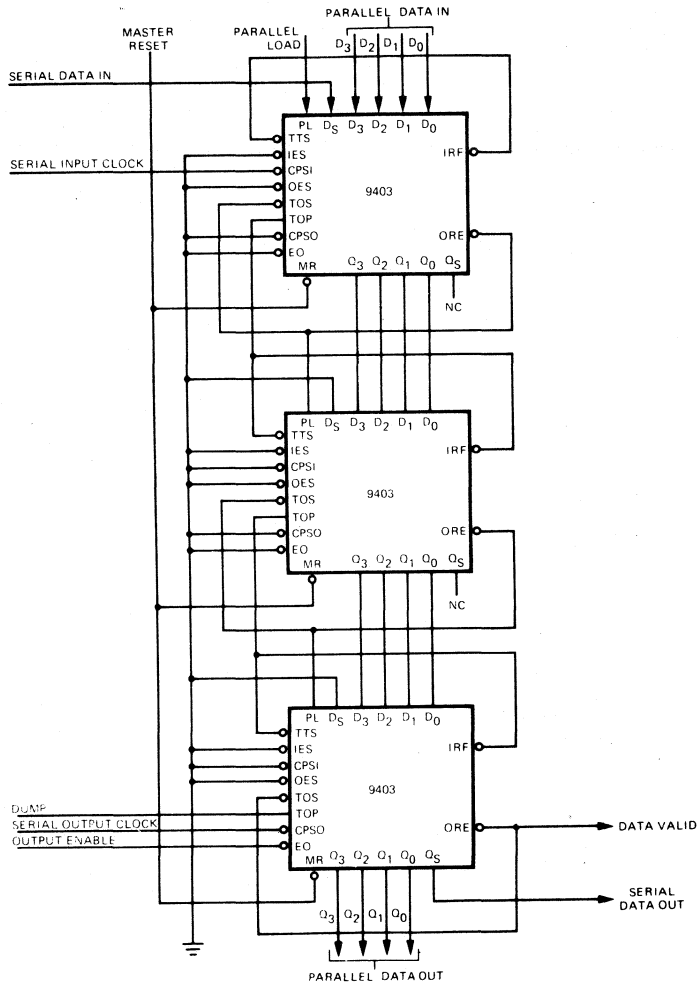 PARALLEL DATA IN
MASTER RESET
PARALLEL LOAD
D3 D2 D1 D0
SERIAL DATA IN
PL DS D3 D2 D1 D0
TTS
IES
IRF
SERIAL INPUT CLOCK
CPSI
OES
9403
TOS
TOP
CPSO
ORE
EO
MR Q3 Q2 Q1 Q0 QS
NC
PL DS D3 D2 D1 D0
TTS
IES
IRF
CPSI
OES
9403
TOS
TOP
CPSO
ORE
EO
MR Q3 Q2 Q1 Q0 QS
NC
PL DS D3 D2 D1 D0
TTS
IES
IRF
CPSI
OES
9403
TOS
DUMP
TOP
SERIAL OUTPUT CLOCK
CPSO
ORE
DATA VALID
OUTPUT ENABLE
EO
MR Q3 Q2 Q1 Q0 QS
SERIAL DATA OUT
Q3 Q2 Q1 Q0
PARALLEL DATA OUT